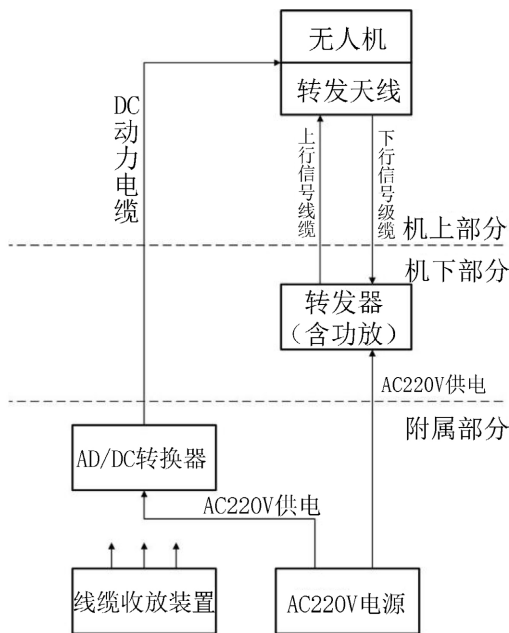 无人机
转发天线
DC动力电缆
上行信号线缆
下行信号级缆
机上部分
机下部分
转发器
（含功放）
AC220V供电
附属部分
AD/DC转换器
AC220V供电
线缆收放装置
AC220V电源